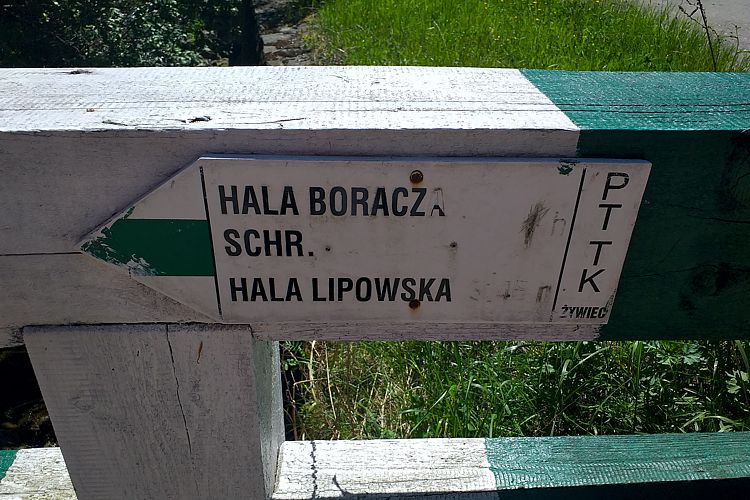 HALA BORACZA
SCHR.
HALA LIPOWSKA
PTTK
ŻYWIEC